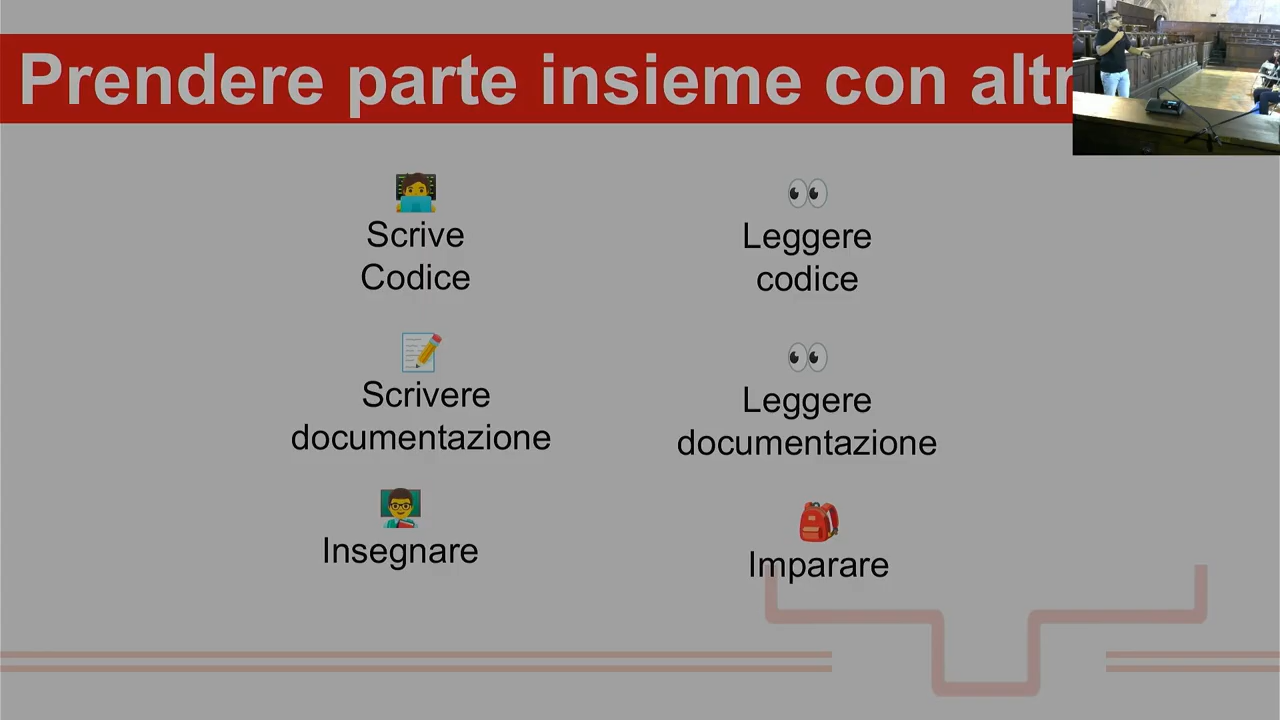 Prendere parte insieme con altr
Scrive
Codice
Leggere
codice
Scrivere
documentazione
Leggere
documentazione
Insegnare
Imparare